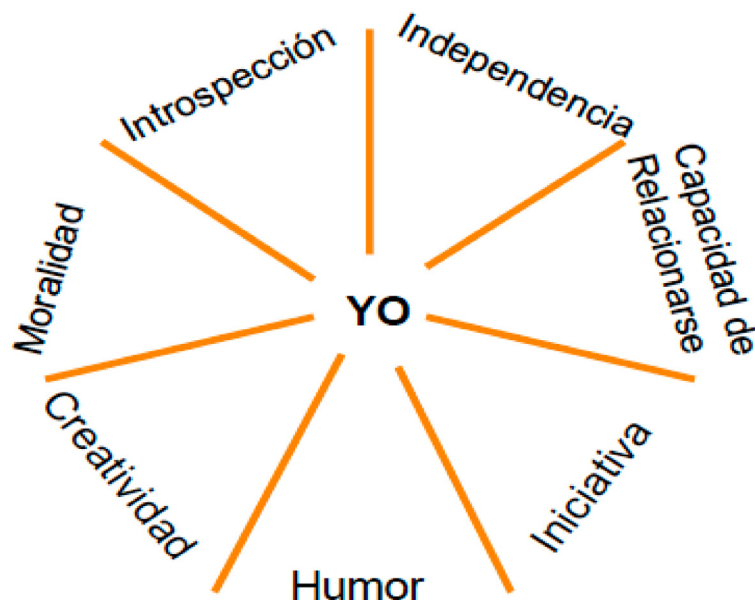 Introspección
Independencia
Capacidad de
Relacionarse
Moralidad
YO
Creatividad
Iniciativa
Humor